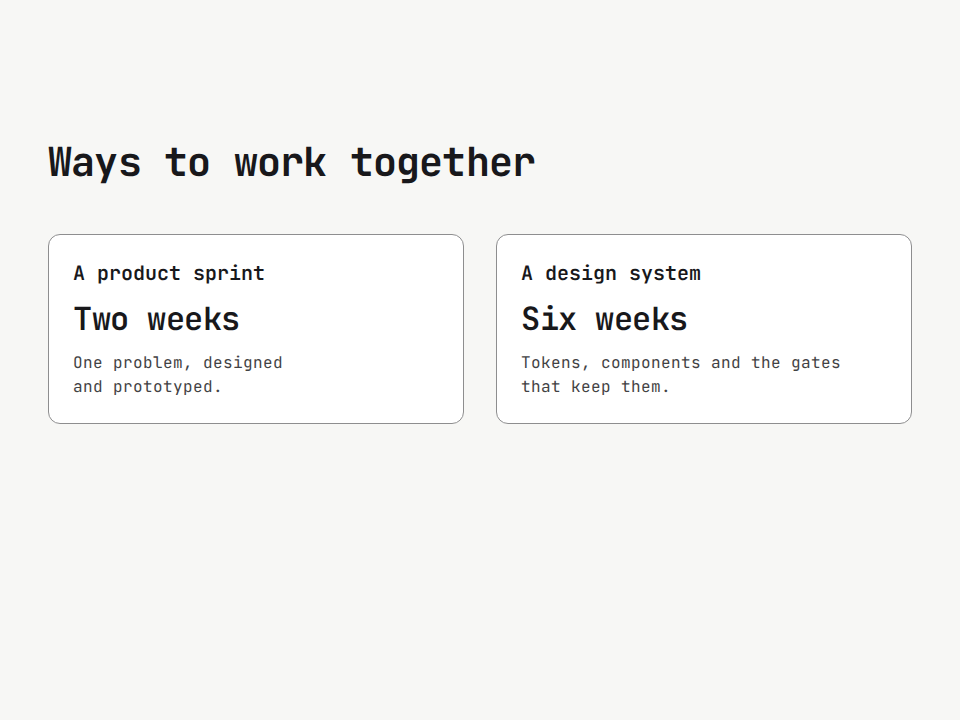 Ways to work together
A product sprint
Two weeks
One problem, designed
and prototyped.
A design system
Six weeks
Tokens, components and the gates
that keep them.